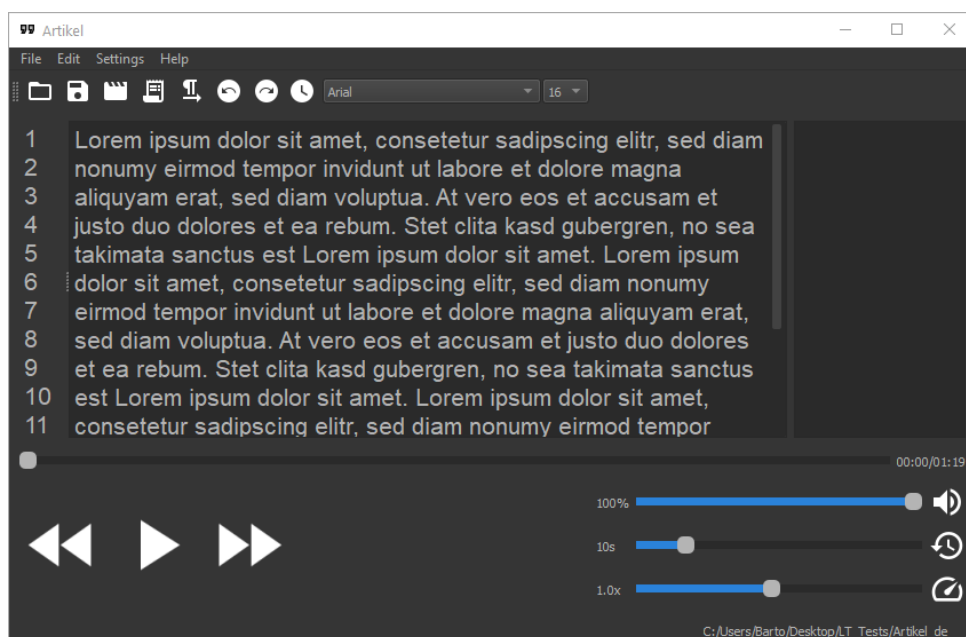 Artikel
File Edit Settings Help
Arial 16
1 Lorem ipsum dolor sit amet, consetetur sadipscing elitr, sed diam
2 nonumy eirmod tempor invidunt ut labore et dolore magna
3 aliquyam erat, sed diam voluptua. At vero eos et accusam et
4 justo duo dolores et ea rebum. Stet clita kasd gubergren, no sea
5 takimata sanctus est Lorem ipsum dolor sit amet. Lorem ipsum
6 dolor sit amet, consetetur sadipscing elitr, sed diam nonumy
7 eirmod tempor invidunt ut labore et dolore magna aliquyam erat,
8 sed diam voluptua. At vero eos et accusam et justo duo dolores
9 et ea rebum. Stet clita kasd gubergren, no sea takimata sanctus
10 est Lorem ipsum dolor sit amet. Lorem ipsum dolor sit amet,
11 consetetur sadipscing elitr, sed diam nonumy eirmod tempor
00:00/01:19
100%
10s
1.0x
C:/Users/Barto/Desktop/LT_Tests/Artikel_de